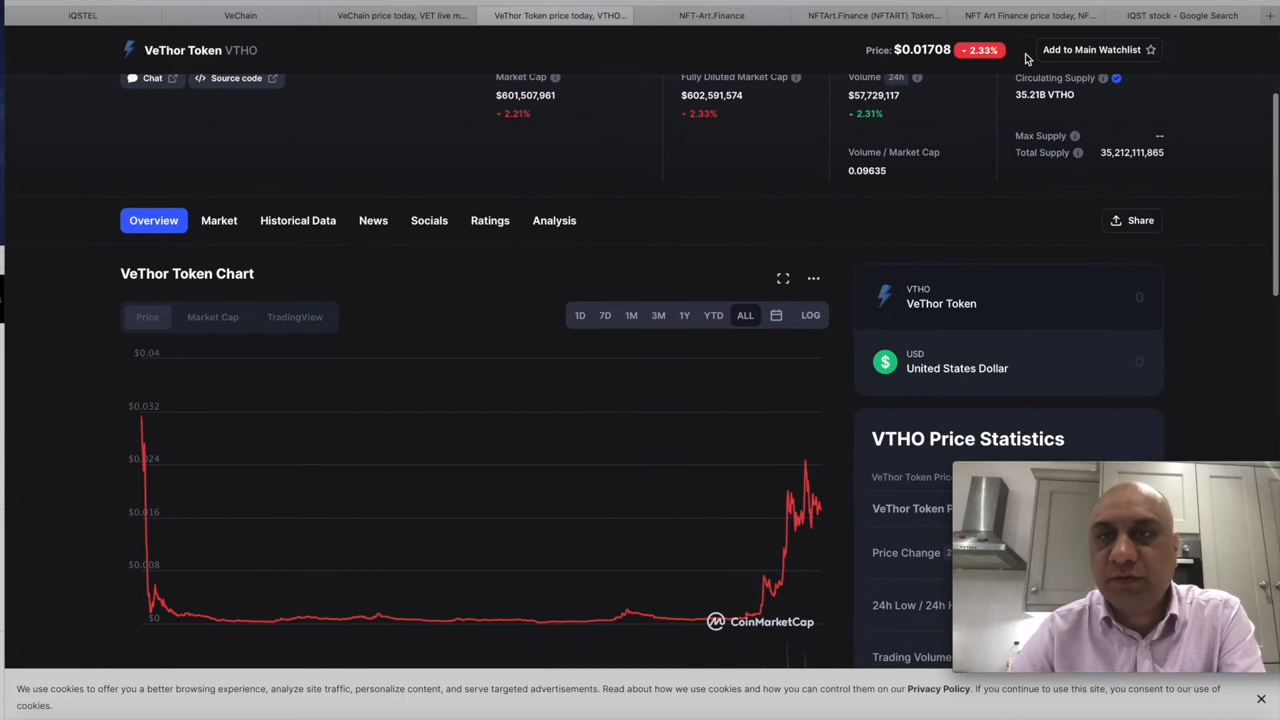 IQSTEL
VeChain
VeChain price today, VET live m...
VeThor Token price today, VTHO...
NFT-Art.Finance
NFTArt.Finance (NFTART) Token...
NFT Art Finance price today, NF...
IQST stock - Google Search
VeThor Token VTHO
Price: $0.01708 2.33%
Add to Main Watchlist
Chat
Source code
Market Cap
$601,507,961
2.21%
Fully Diluted Market Cap
$602,591,574
2.33%
Volume 24h
$57,729,117
2.31%
Volume / Market Cap
0.09635
Circulating Supply
35.21B VTHO
Max Supply --
Total Supply 35,212,111,865
Overview Market Historical Data News Socials Ratings Analysis
Share
VeThor Token Chart
Price Market Cap TradingView
1D 7D 1M 3M 1Y YTD ALL LOG
$0.04
$0.032
$0.024
$0.016
$0.008
$0
CoinMarketCap
VTHO
VeThor Token
0
USD
United States Dollar
0
VTHO Price Statistics
VeThor Token Pric
VeThor Token P
Price Change 2
24h Low / 24h H
Trading Volume
We use cookies to offer you a better browsing experience, analyze site traffic, personalize content, and serve targeted advertisements. Read about how we use cookies and how you can control them on our Privacy Policy. If you continue to use this site, you consent to our use of
cookies.